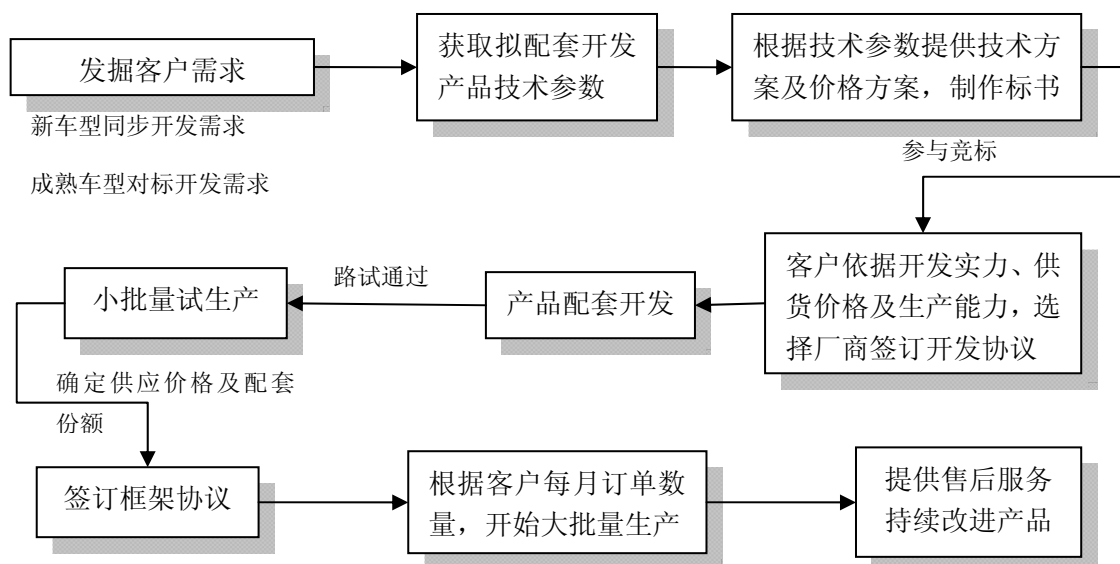 发掘客户需求
新车型同步开发需求
成熟车型对标开发需求
获取拟配套开发
产品技术参数
根据技术参数提供技术方
案及价格方案，制作标书
参与竞标
客户依据开发实力、供
货价格及生产能力，选
择厂商签订开发协议
产品配套开发
路试通过
小批量试生产
确定供应价格及配套
份额
签订框架协议
根据客户每月订单数
量，开始大批量生产
提供售后服务
持续改进产品